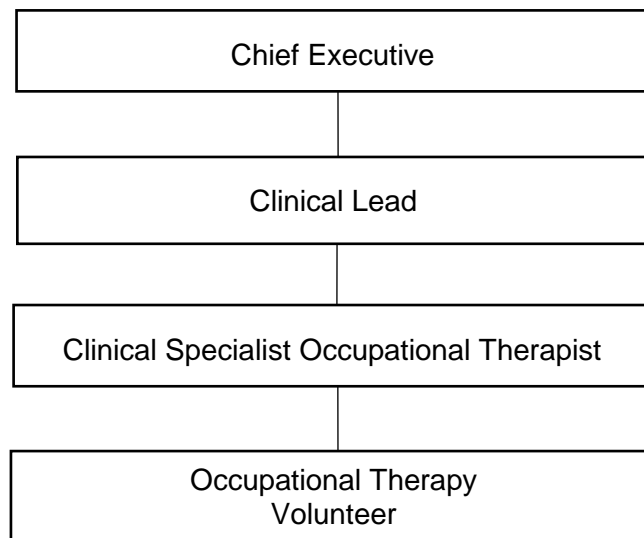 Chief Executive
Clinical Lead
Clinical Specialist Occupational Therapist
Occupational Therapy
Volunteer